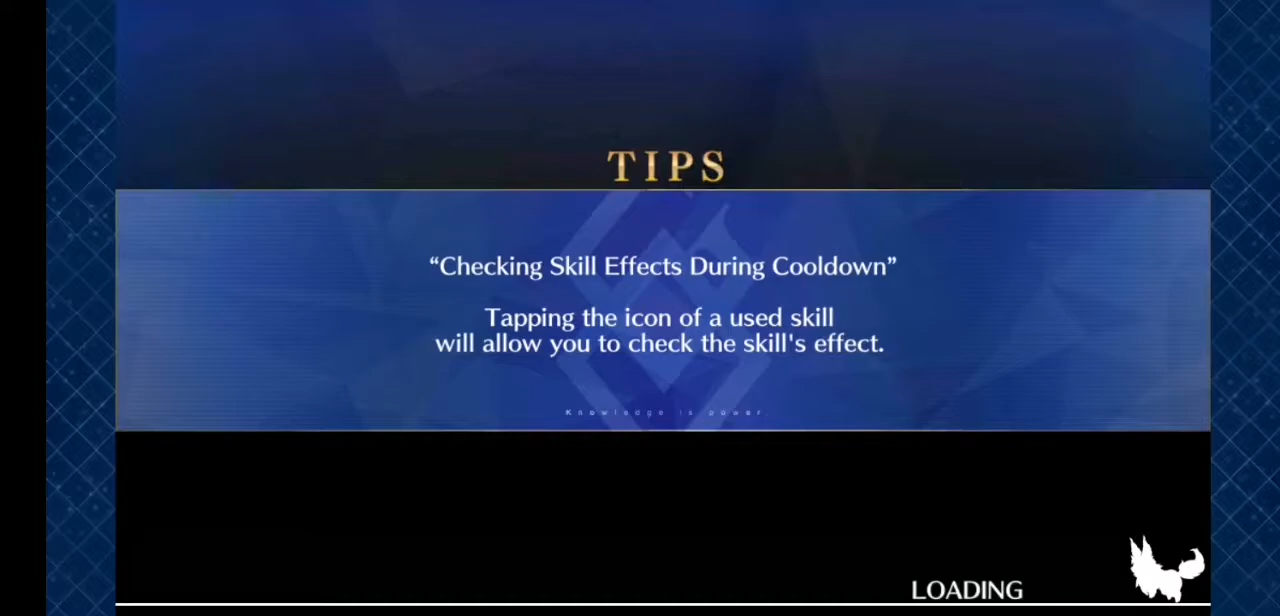 TIPS
“Checking Skill Effects During Cooldown”
Tapping the icon of a used skill
will allow you to check the skill's effect.
Knowledge is power
LOADING